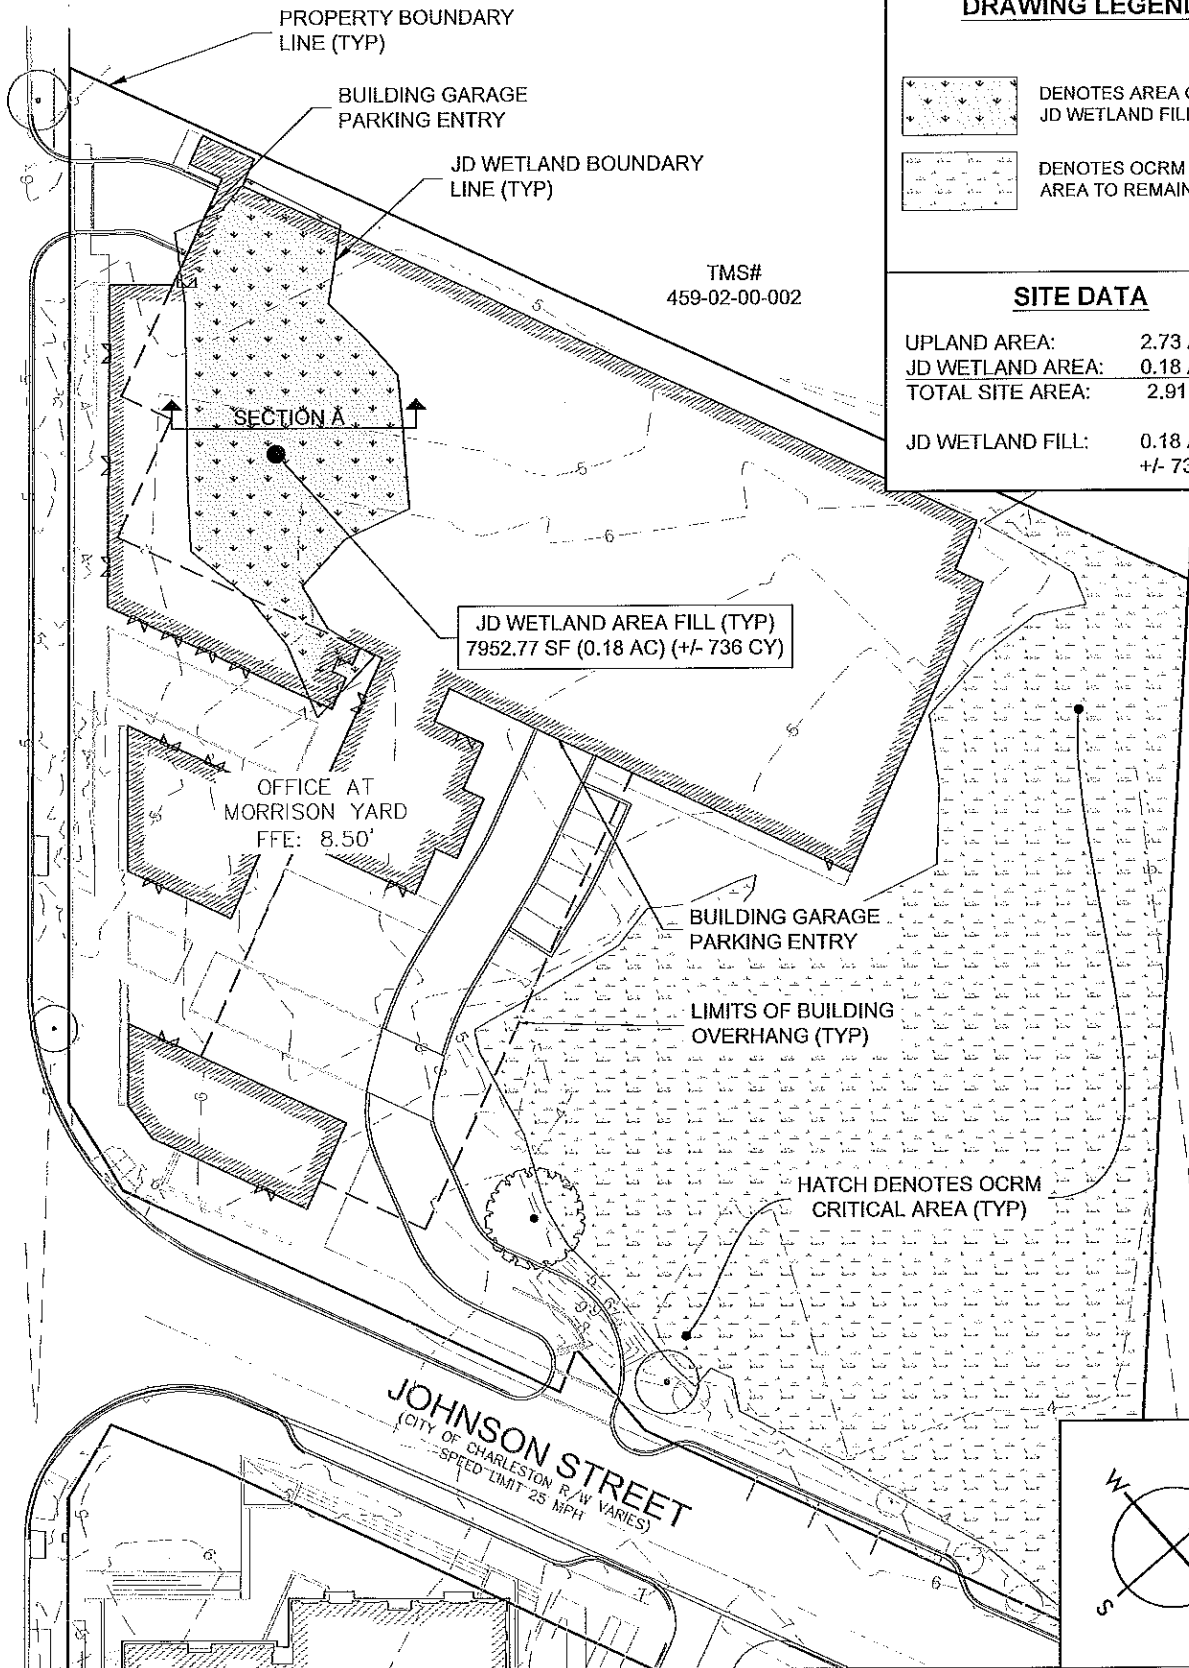 PROPERTY BOUNDARY
LINE (TYP)
BUILDING GARAGE
PARKING ENTRY
JD WETLAND BOUNDARY
LINE (TYP)
DRAWING LEGEND
DENOTES AREA
JD WETLAND FILL
DENOTES OCRM
AREA TO REMAIN
TMS#
459-02-00-002
SITE DATA
UPLAND AREA: 2.73
JD WETLAND AREA: 0.18
TOTAL SITE AREA: 2.91
JD WETLAND FILL: 0.18
+/- 73
5
SECTION A
5
6
JD WETLAND AREA FILL (TYP)
7952.77 SF (0.18 AC) (+/- 736 CY)
6
OFFICE AT
MORRISON YARD
FFE: 8.50'
BUILDING GARAGE
PARKING ENTRY
LIMITS OF BUILDING
OVERHANG (TYP)
HATCH DENOTES OCRM
CRITICAL AREA (TYP)
JOHNSON STREET
(CITY OF CHARLESTON R/W VARIES)
SPEED LIMIT 25 MPH
6
W
S